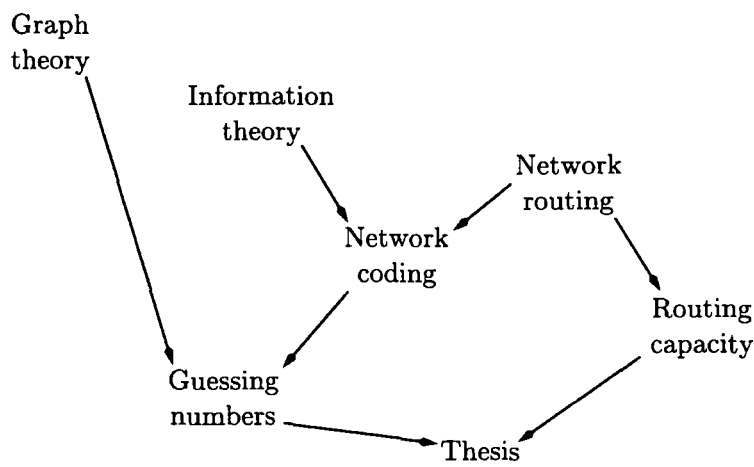 Graph
theory
Information
theory
Network
routing
Network
coding
Routing
capacity
Guessing
numbers
Thesis